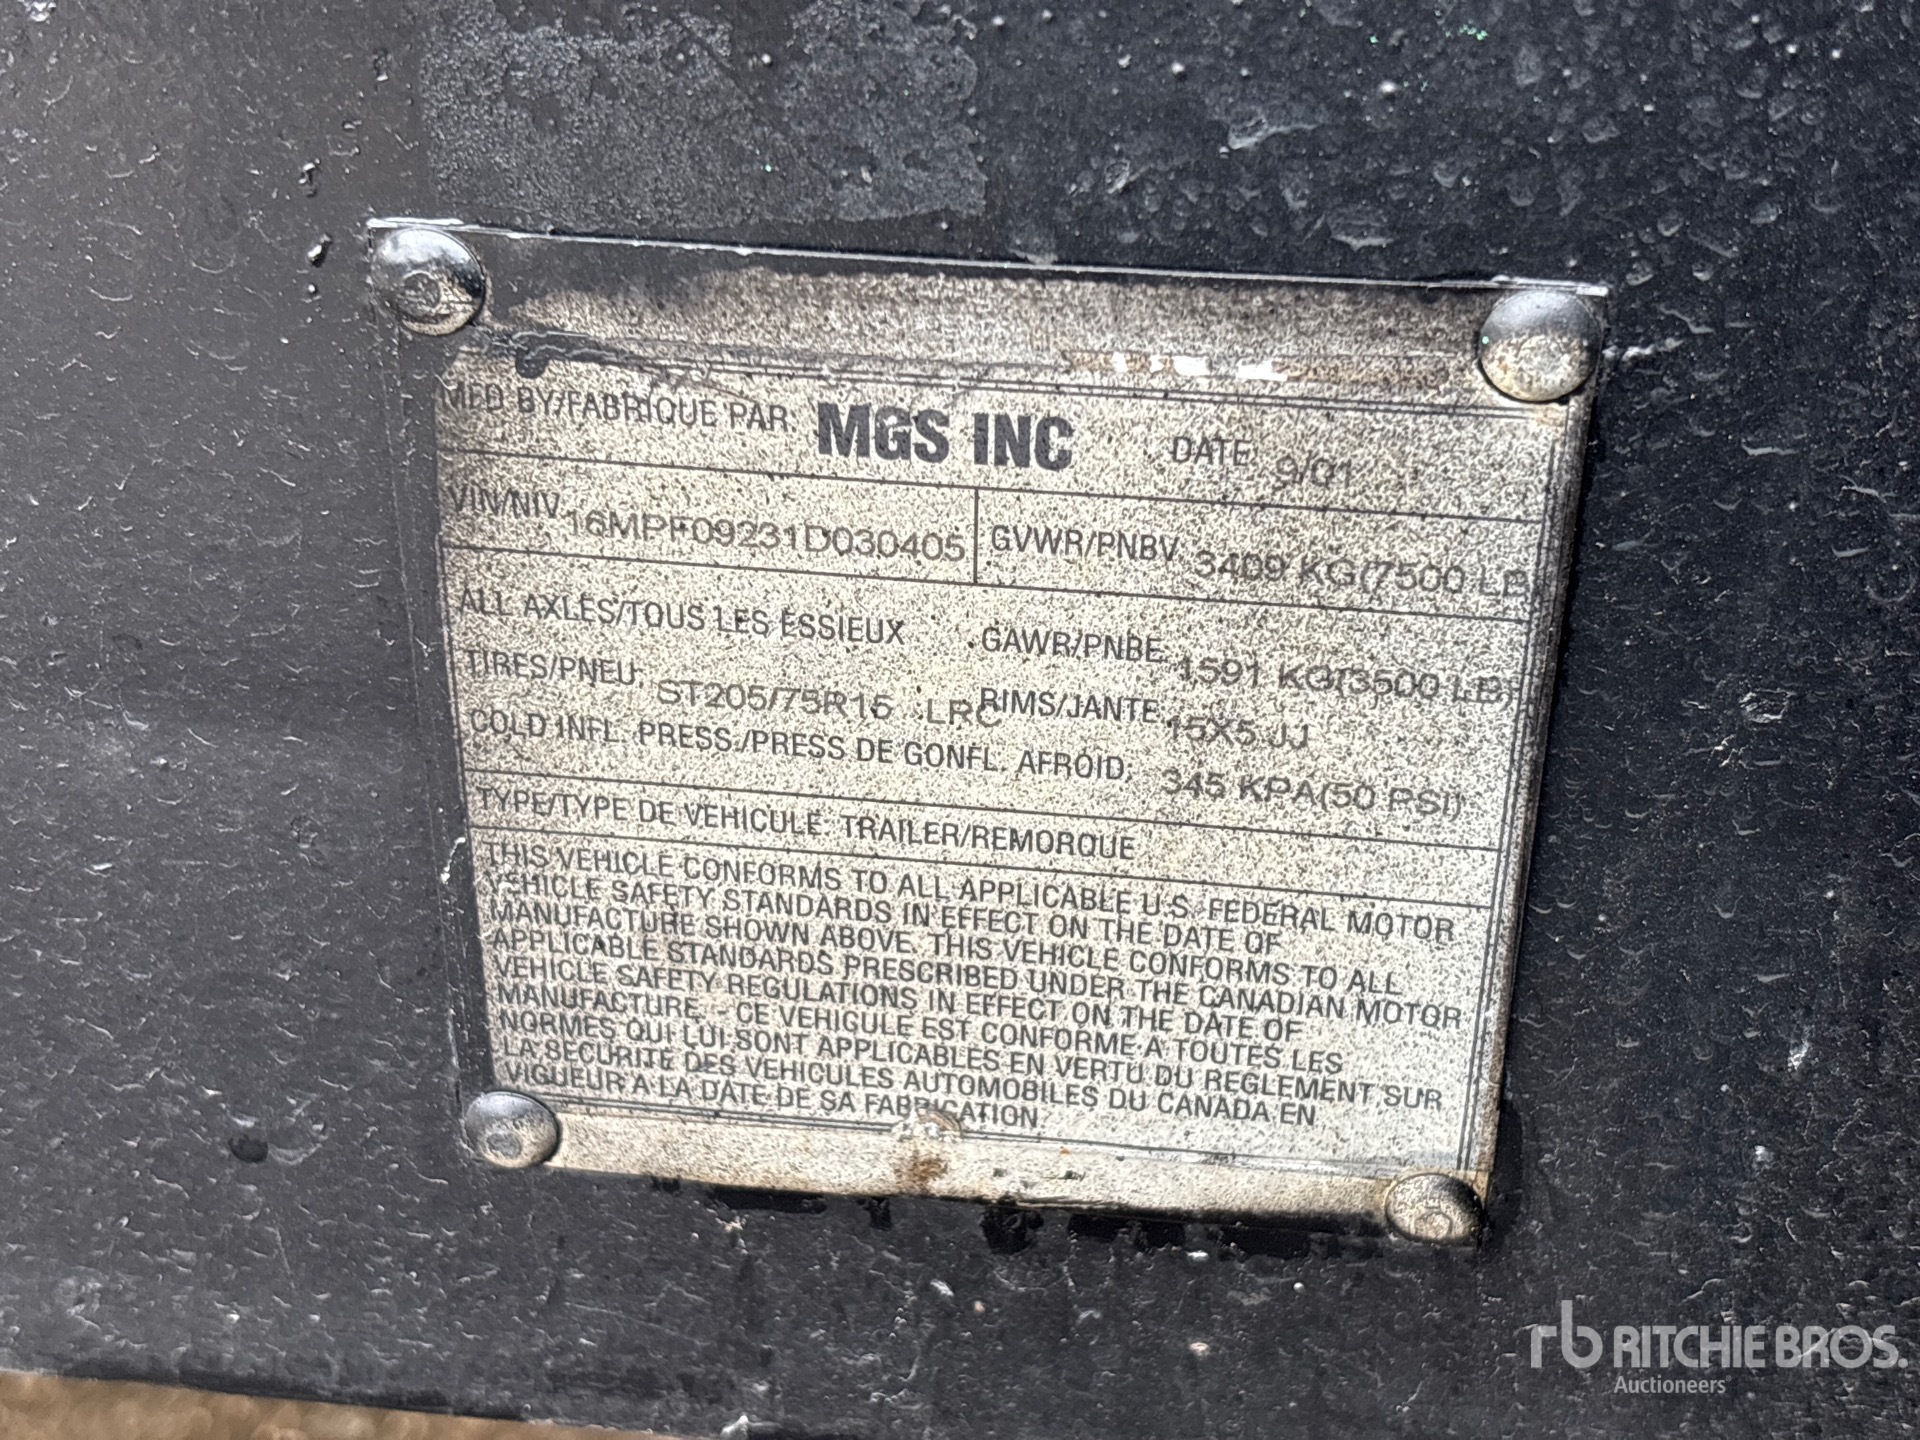 MFD BY/FABRIQUE PAR: MGS INC DATE 9/01
VIN/NIV 16MPF09231D030405 GVWR/PNBV: 3409 KG(7500 LB
ALL AXLES/TOUS LES ESSIEUX GAWR/PNBE 1591 KG(3500 LB)
TIRES/PNEU: ST205/75R15 LRC RIMS/JANTE 15X5 JJ
COLD INFL. PRESS./PRESS DE GONFL. AFROID: 345 KPA(50 PSI)
TYPE/TYPE DE VEHICULE: TRAILER/REMORQUE
THIS VEHICLE CONFORMS TO ALL APPLICABLE U.S. FEDERAL MOTOR
VEHICLE SAFETY STANDARDS IN EFFECT ON THE DATE OF
MANUFACTURE SHOWN ABOVE. THIS VEHICLE CONFORMS TO ALL
APPLICABLE STANDARDS PRESCRIBED UNDER THE CANADIAN MOTOR
VEHICLE SAFETY REGULATIONS IN EFFECT ON THE DATE OF
MANUFACTURE. - CE VEHICULE EST CONFORME A TOUTES LES
NORMES QUI LUI SONT APPLICABLES EN VERTU DU REGLEMENT SUR
LA SECURITE DES VEHICULES AUTOMOBILES DU CANADA EN
VIGUEUR A LA DATE DE SA FABRICATION
rb RITCHIE BROS.
Auctioneers